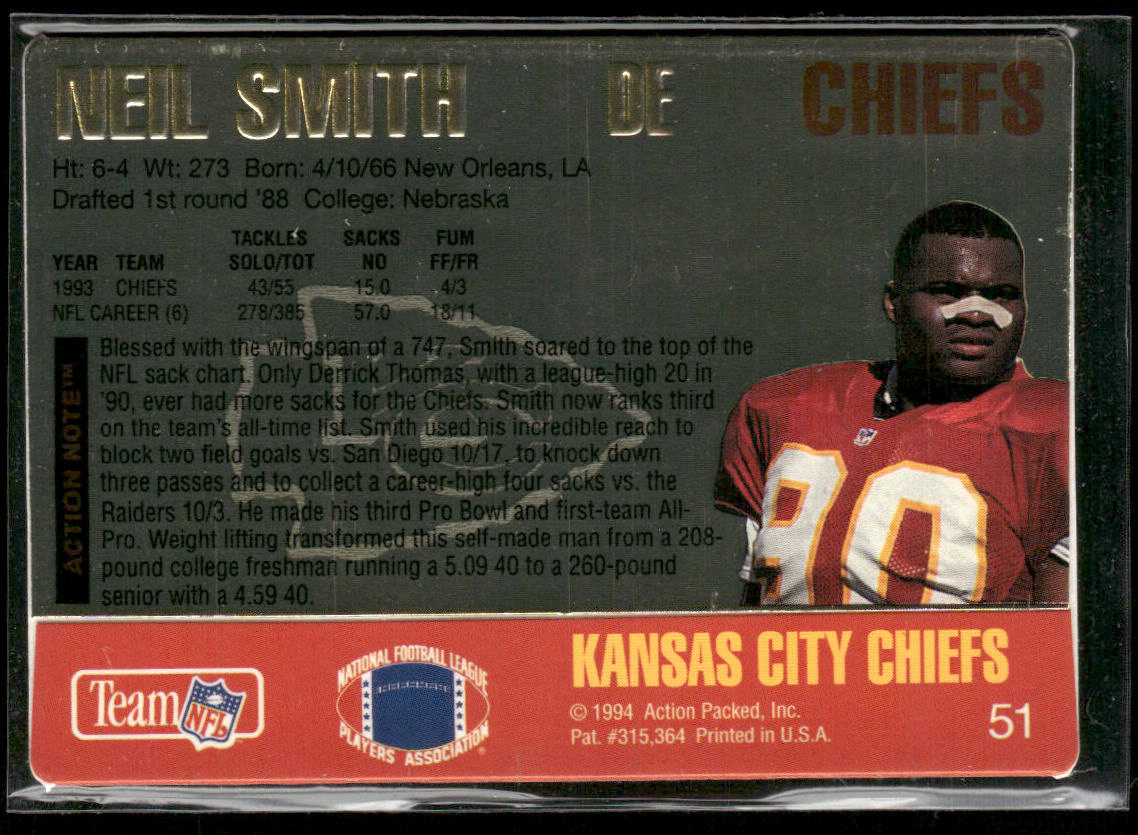 NEIL SMITH DE CHIEFS
Ht: 6-4 Wt: 273 Born: 4/10/66 New Orleans, LA
Drafted 1st round '88 College: Nebraska
TACKLES SACKS FUM
YEAR TEAM SOLO/TOT NO FF/FR
1993 CHIEFS 43/55 15.0 4/3
NFL CAREER (6) 278/385 57.0 18/11
ACTION NOTE™
Blessed with the wingspan of a 747, Smith soared to the top of the
NFL sack chart. Only Derrick Thomas, with a league-high 20 in
'90, ever had more sacks for the Chiefs. Smith now ranks third
on the team's all-time list. Smith used his incredible reach to
block two field goals vs. San Diego 10/17, to knock down
three passes and to collect a career-high four sacks vs. the
Raiders 10/3. He made his third Pro Bowl and first-team All-
Pro. Weight lifting transformed this self-made man from a 208-
pound college freshman running a 5.09 40 to a 260-pound
senior with a 4.59 40.
90
KC
Team NFL
NATIONAL FOOTBALL LEAGUE
PLAYERS ASSOCIATION®
KANSAS CITY CHIEFS
© 1994 Action Packed, Inc.
Pat. #315,364 Printed in U.S.A.
51